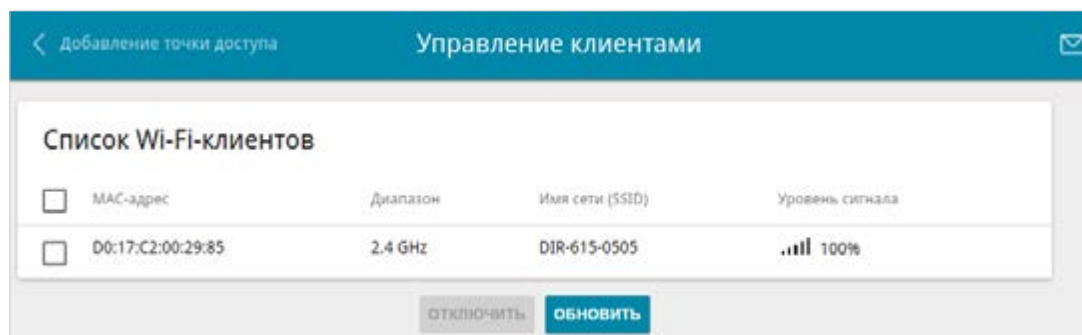 Добавление точки доступа Управление клиентами
Список Wi-Fi-клиентов
MAC-адрес Диапазон Имя сети (SSID) Уровень сигнала
D0:17:C2:00:29:85 2.4 GHz DIR-615-0505 100%
ОТКЛЮЧИТЬ ОБНОВИТЬ